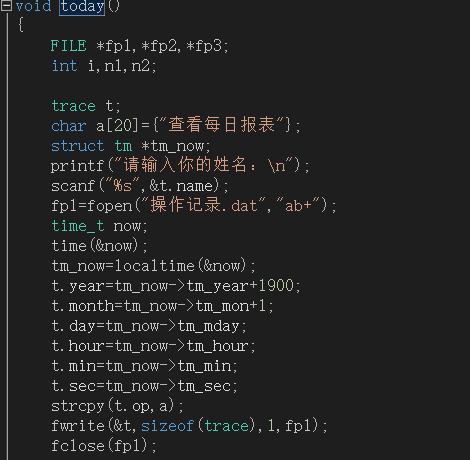 void today()
{
FILE *fp1,*fp2,*fp3;
int i,n1,n2;
trace t;
char a[20]={"查看每日报表"};
struct tm *tm_now;
printf("请输入你的姓名：\n");
scanf("%s",&t.name);
fp1=fopen("操作记录.dat","ab+");
time_t now;
time(&now);
tm_now=localtime(&now);
t.year=tm_now->tm_year+1900;
t.month=tm_now->tm_mon+1;
t.day=tm_now->tm_mday;
t.hour=tm_now->tm_hour;
t.min=tm_now->tm_min;
t.sec=tm_now->tm_sec;
strcpy(t.op,a);
fwrite(&t,sizeof(trace),1,fp1);
fclose(fp1);